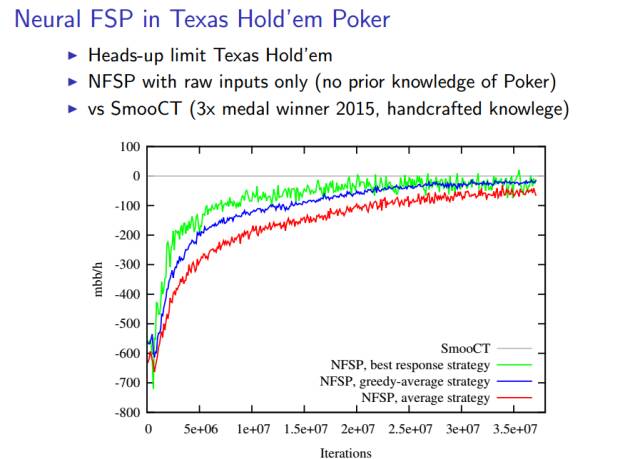 Neural FSP in Texas Hold'em Poker
Heads-up limit Texas Hold'em
NFSP with raw inputs only (no prior knowledge of Poker)
vs SmooCT (3x medal winner 2015, handcrafted knowlege)
100
0
-100
-200
-300
-400
-500
-600
-700
-800
mbb/h
SmooCT
NFSP, best response strategy
NFSP, greedy-average strategy
NFSP, average strategy
0 5e+06 1e+07 1.5e+07 2e+07 2.5e+07 3e+07 3.5e+07
Iterations